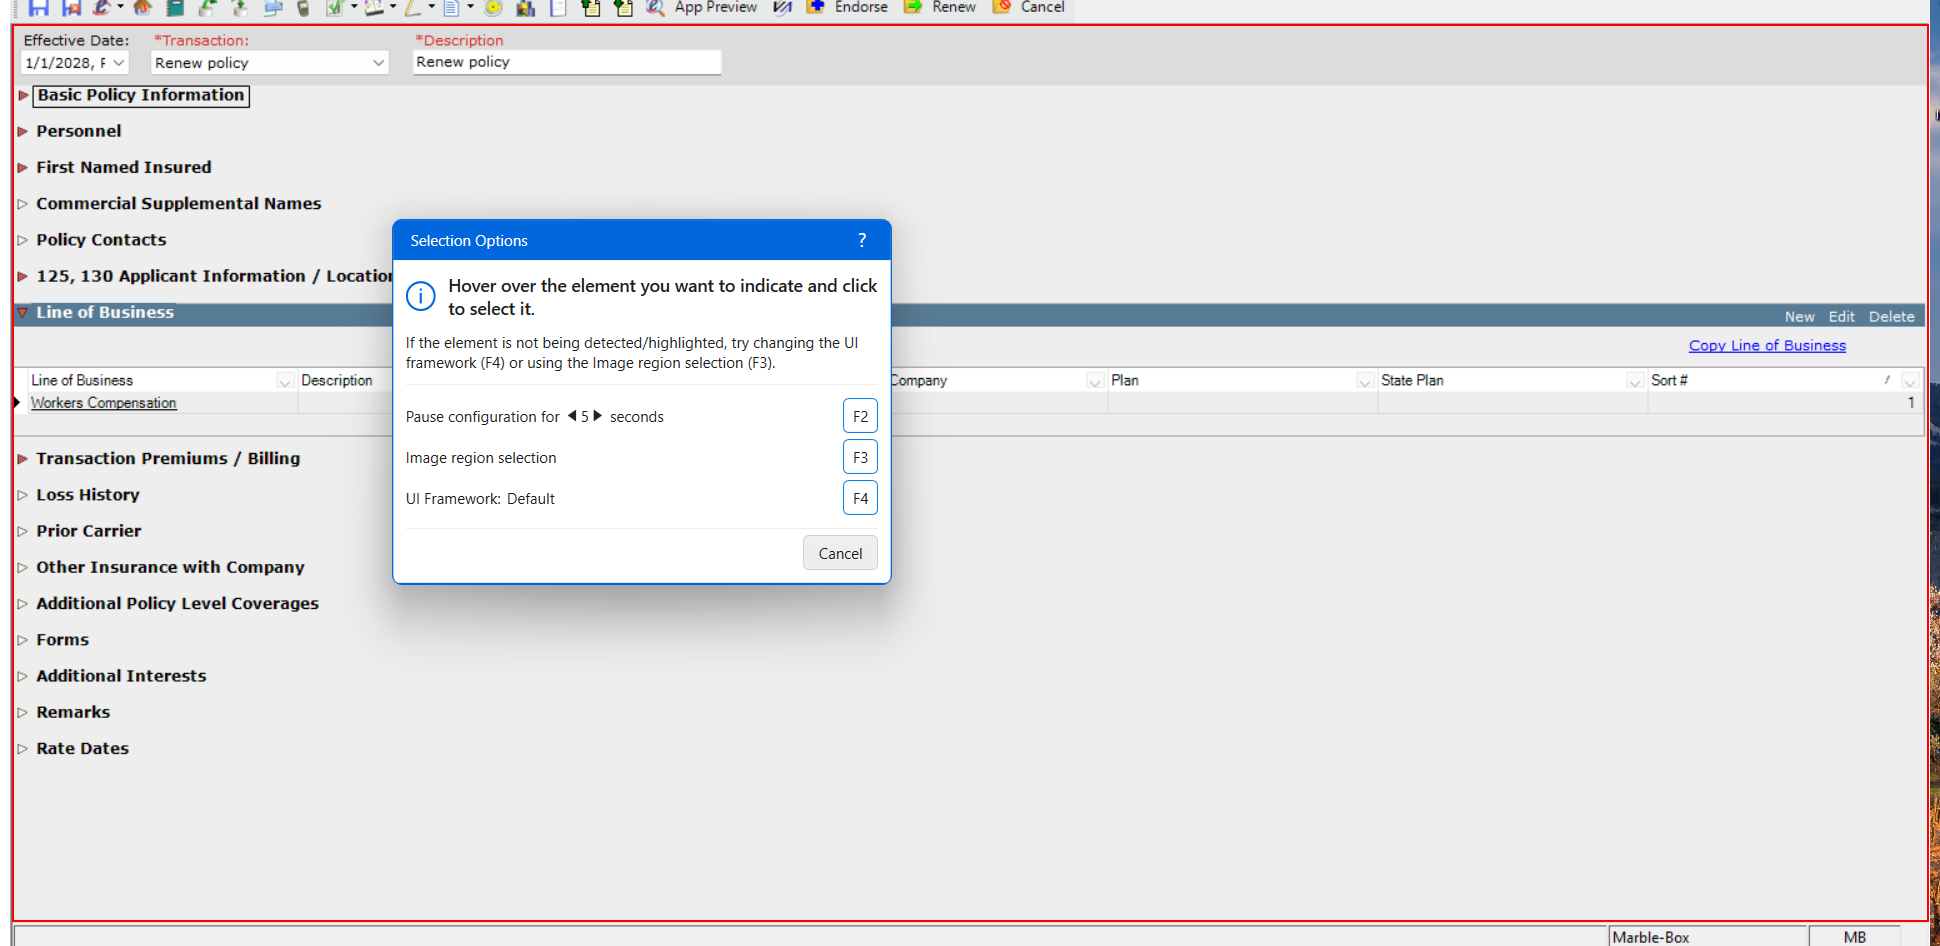 App Preview Endorse Renew Cancel
Effective Date: *Transaction: *Description
1/1/2028, F Renew policy Renew policy
Basic Policy Information
Personnel
First Named Insured
Commercial Supplemental Names
Policy Contacts
125, 130 Applicant Information / Location
Line of Business New Edit Delete
Copy Line of Business
Line of Business Description Company Plan State Plan Sort # /
Workers Compensation 1
Transaction Premiums / Billing
Loss History
Prior Carrier
Other Insurance with Company
Additional Policy Level Coverages
Forms
Additional Interests
Remarks
Rate Dates
Selection Options ?
Hover over the element you want to indicate and click
to select it.
If the element is not being detected/highlighted, try changing the UI
framework (F4) or using the Image region selection (F3).
Pause configuration for 5 seconds F2
Image region selection F3
UI Framework: Default F4
Cancel
Marble-Box MB